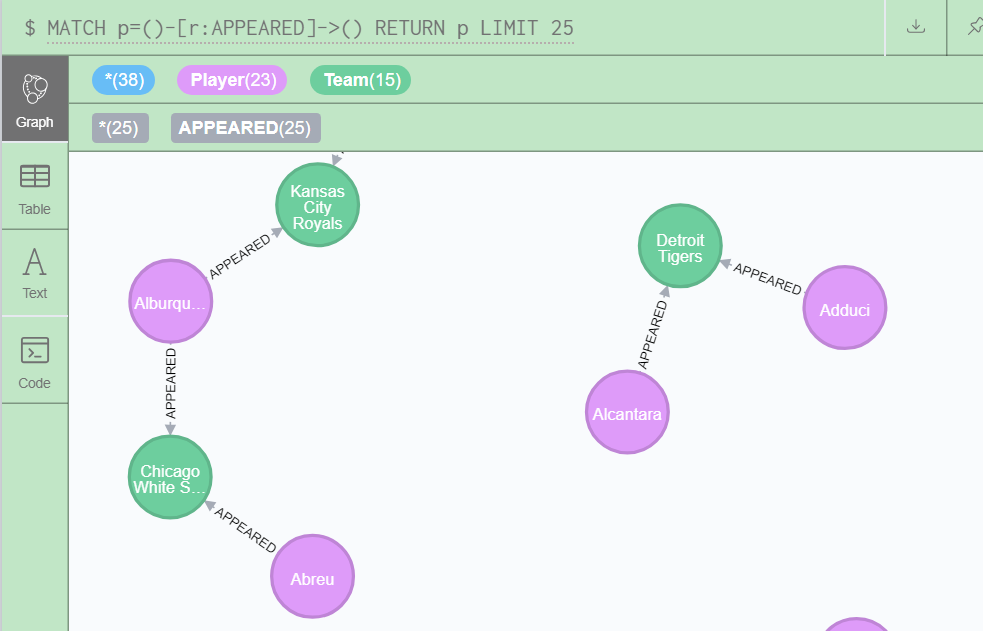 $ MATCH p=()-[r:APPEARED]->() RETURN p LIMIT 25
*(38) Player(23) Team(15)
*(25) APPEARED(25)
Graph
Table
Text
Code
Kansas
City
Royals
APPEARED
Alburqu...
APPEARED
Chicago
White S...
APPEARED
Abreu
Detroit
Tigers
APPEARED
Adduci
APPEARED
Alcantara